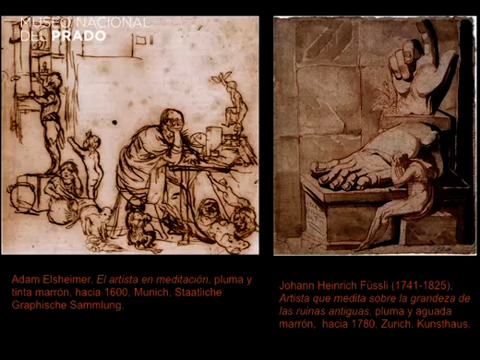 MUSEO NACIONAL
DEL PRADO
Adam Elsheimer, El artista en meditación, pluma y
tinta marrón, hacia 1600, Munich, Staatliche
Graphische Sammlung.
Johann Heinrich Füssli (1741-1825),
Artista que medita sobre la grandeza de
las ruinas antiguas, pluma y aguada
marrón, hacia 1780, Zurich, Kunsthaus.